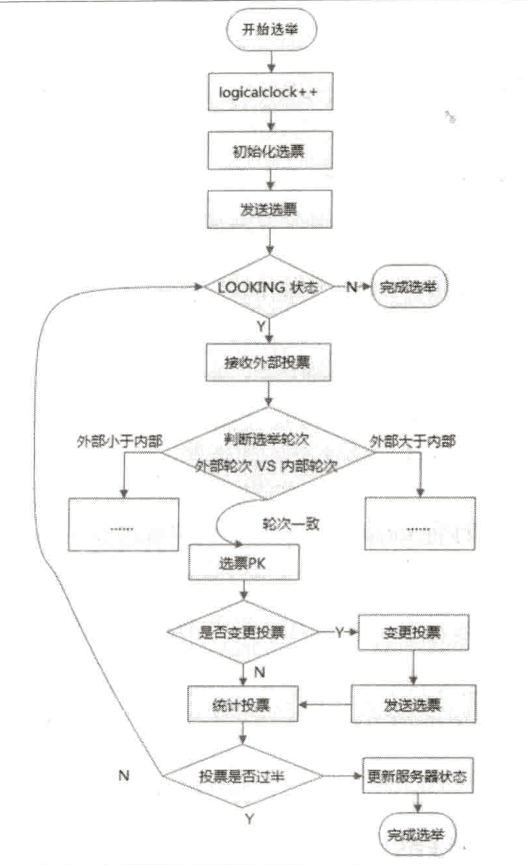 开始选举
logicalclock++
初始化选票
发送选票
LOOKING 状态
N
完成选举
Y
接收外部投票
外部小于内部
判断选举轮次
外部轮次 VS 内部轮次
外部大于内部
......
......
轮次一致
选票PK
是否变更投票
Y
变更投票
N
统计投票
发送选票
N
投票是否过半
更新服务器状态
Y
完成选举